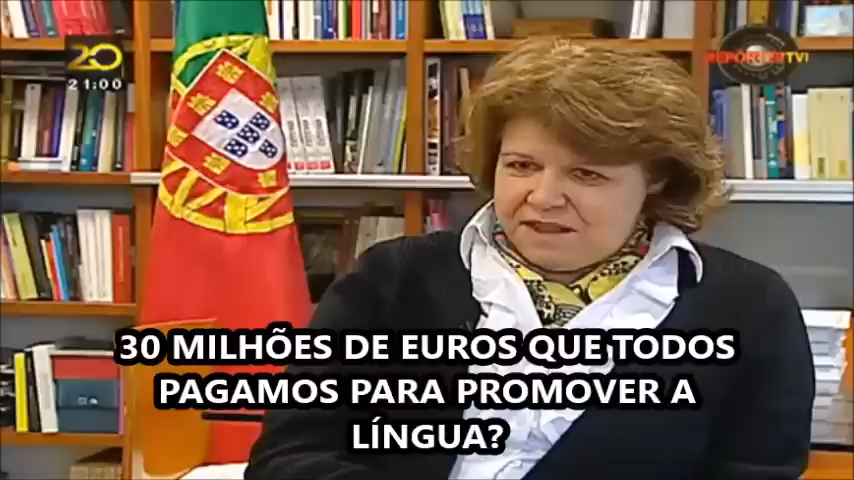 20
21:00
REPÓRTER TVI
30 MILHÕES DE EUROS QUE TODOS
PAGAMOS PARA PROMOVER A
LÍNGUA?